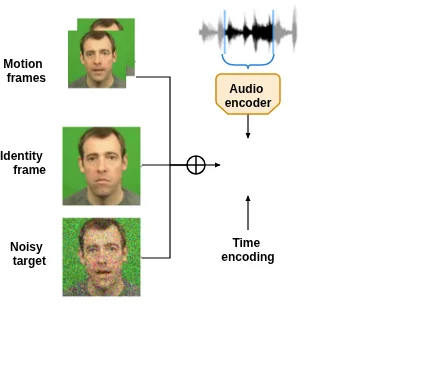 Motion
frames
Audio
encoder
Identity
frame
Noisy
target
Time
encoding